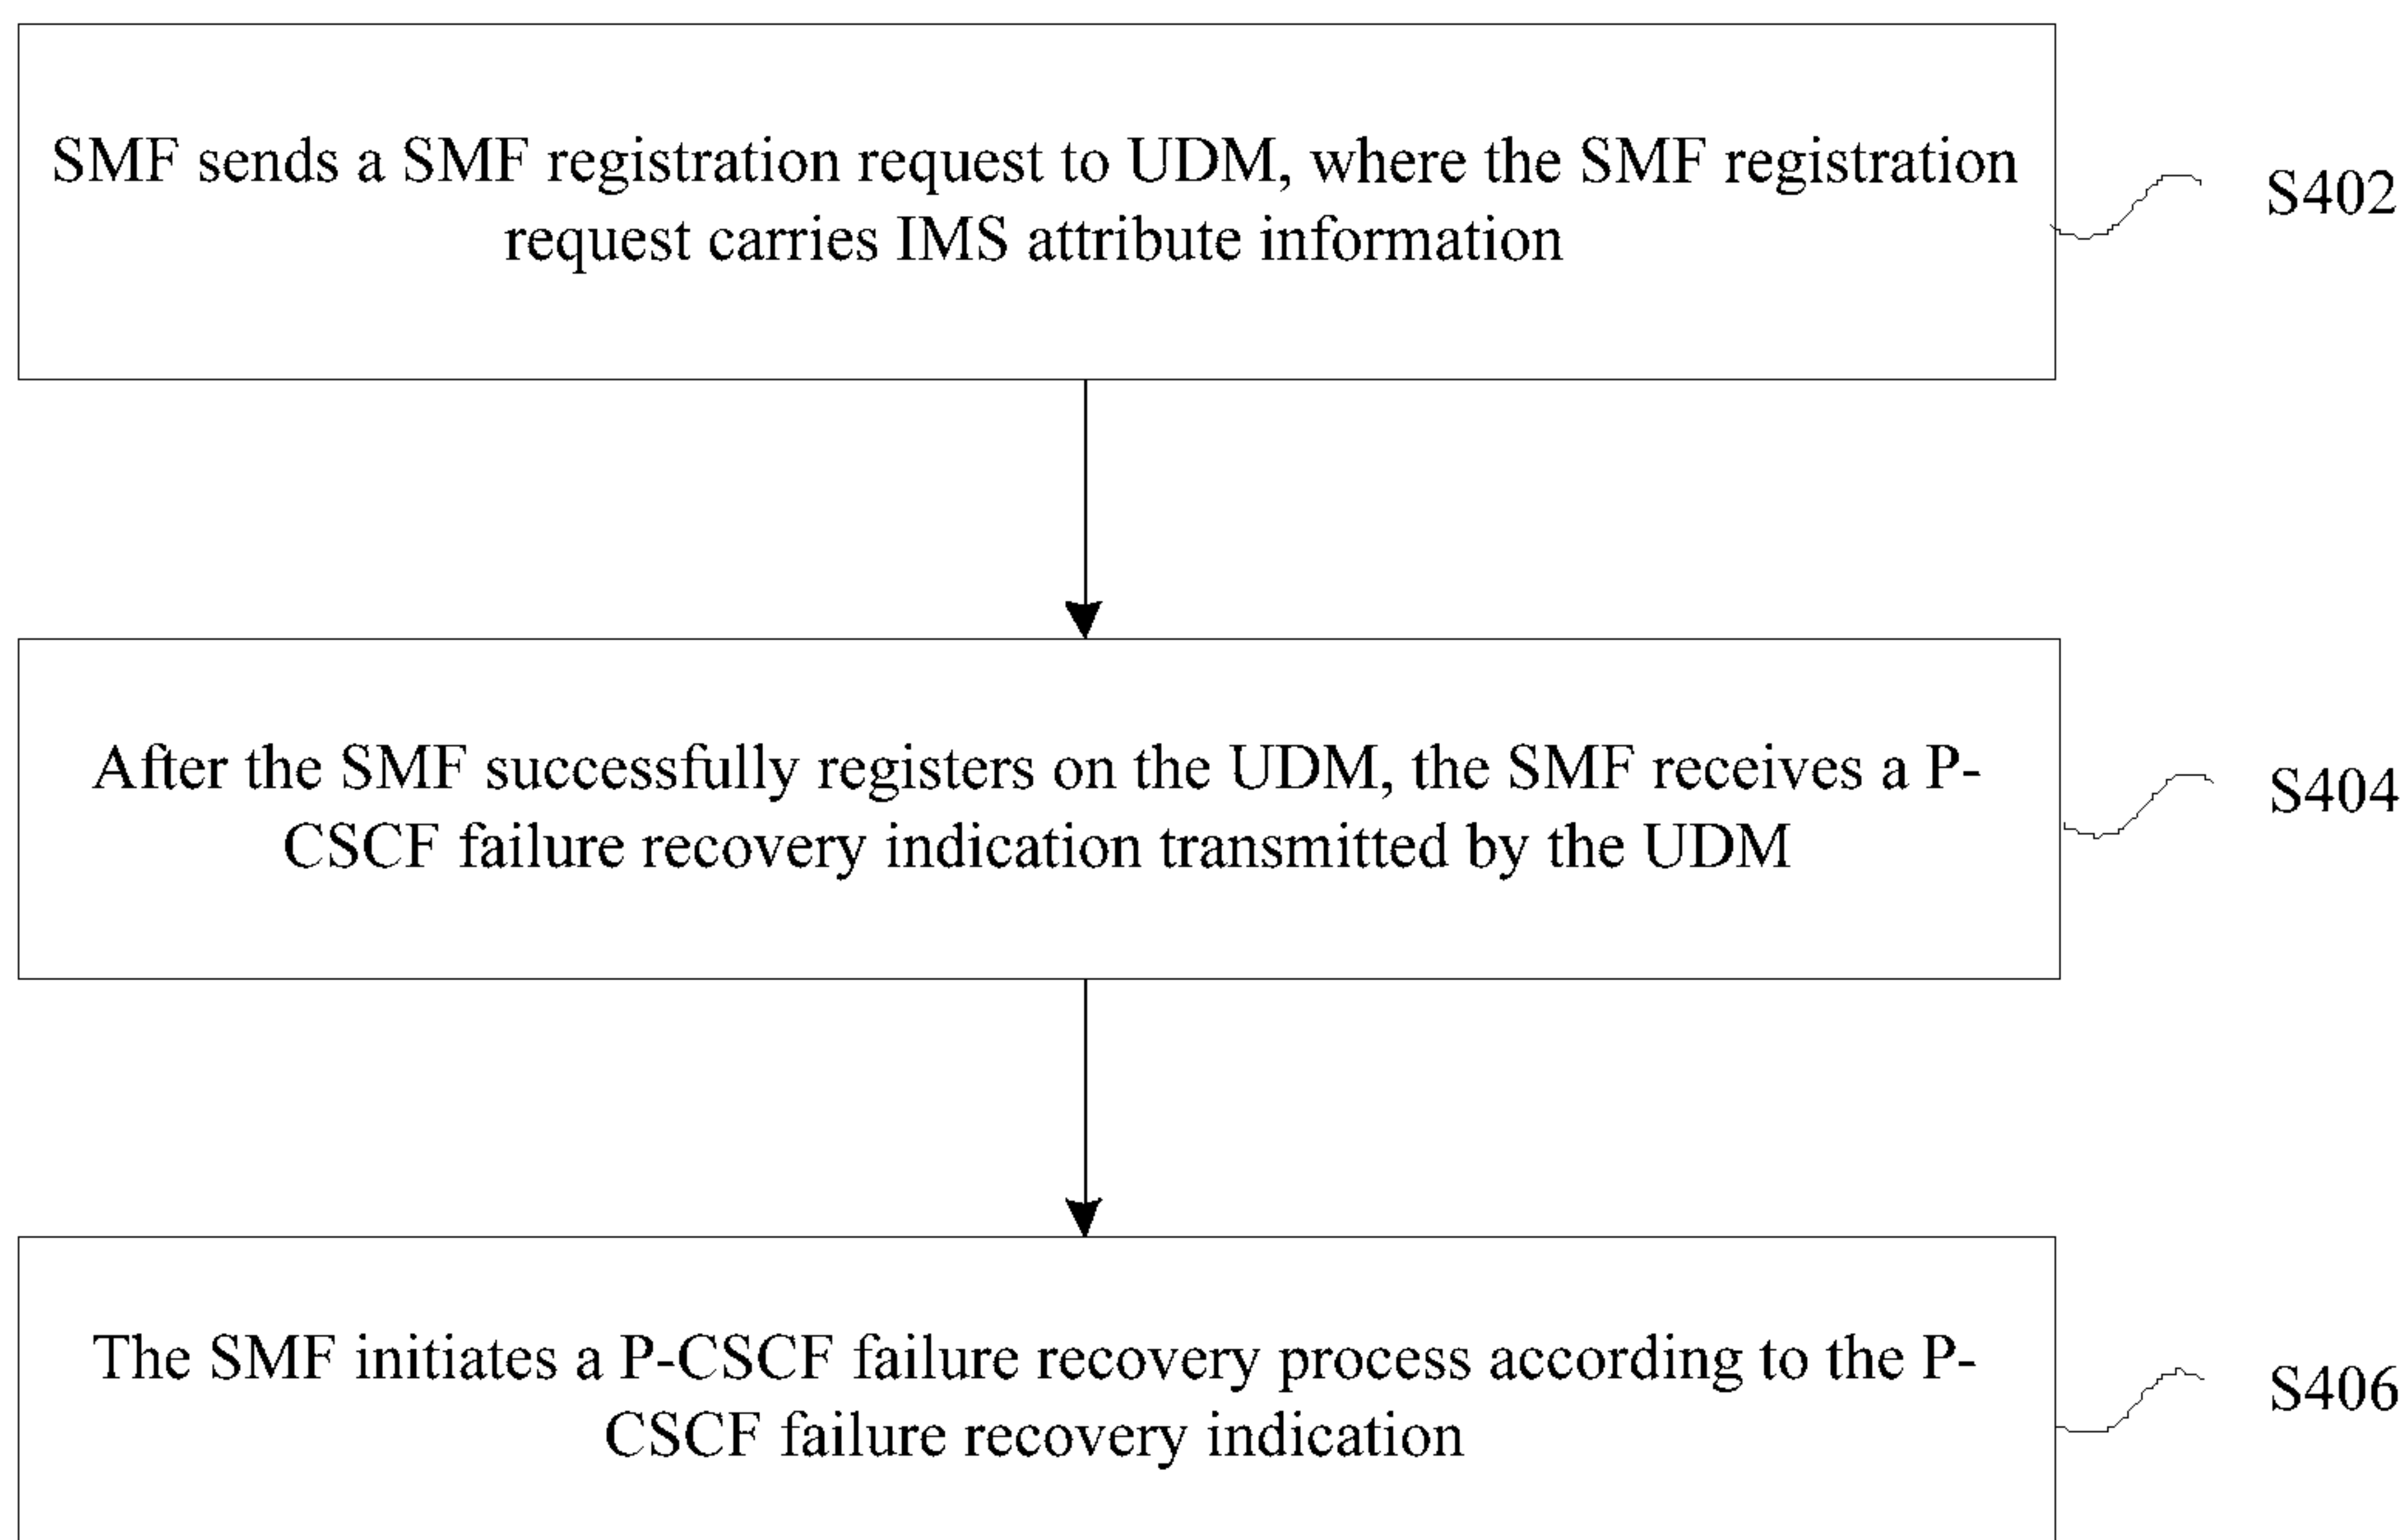 SMF sends a SMF registration request to UDM, where the SMF registration
request carries IMS attribute information
S402
After the SMF successfully registers on the UDM, the SMF receives a P-
CSCF failure recovery indication transmitted by the UDM
S404
The SMF initiates a P-CSCF failure recovery process according to the P-
CSCF failure recovery indication
S406